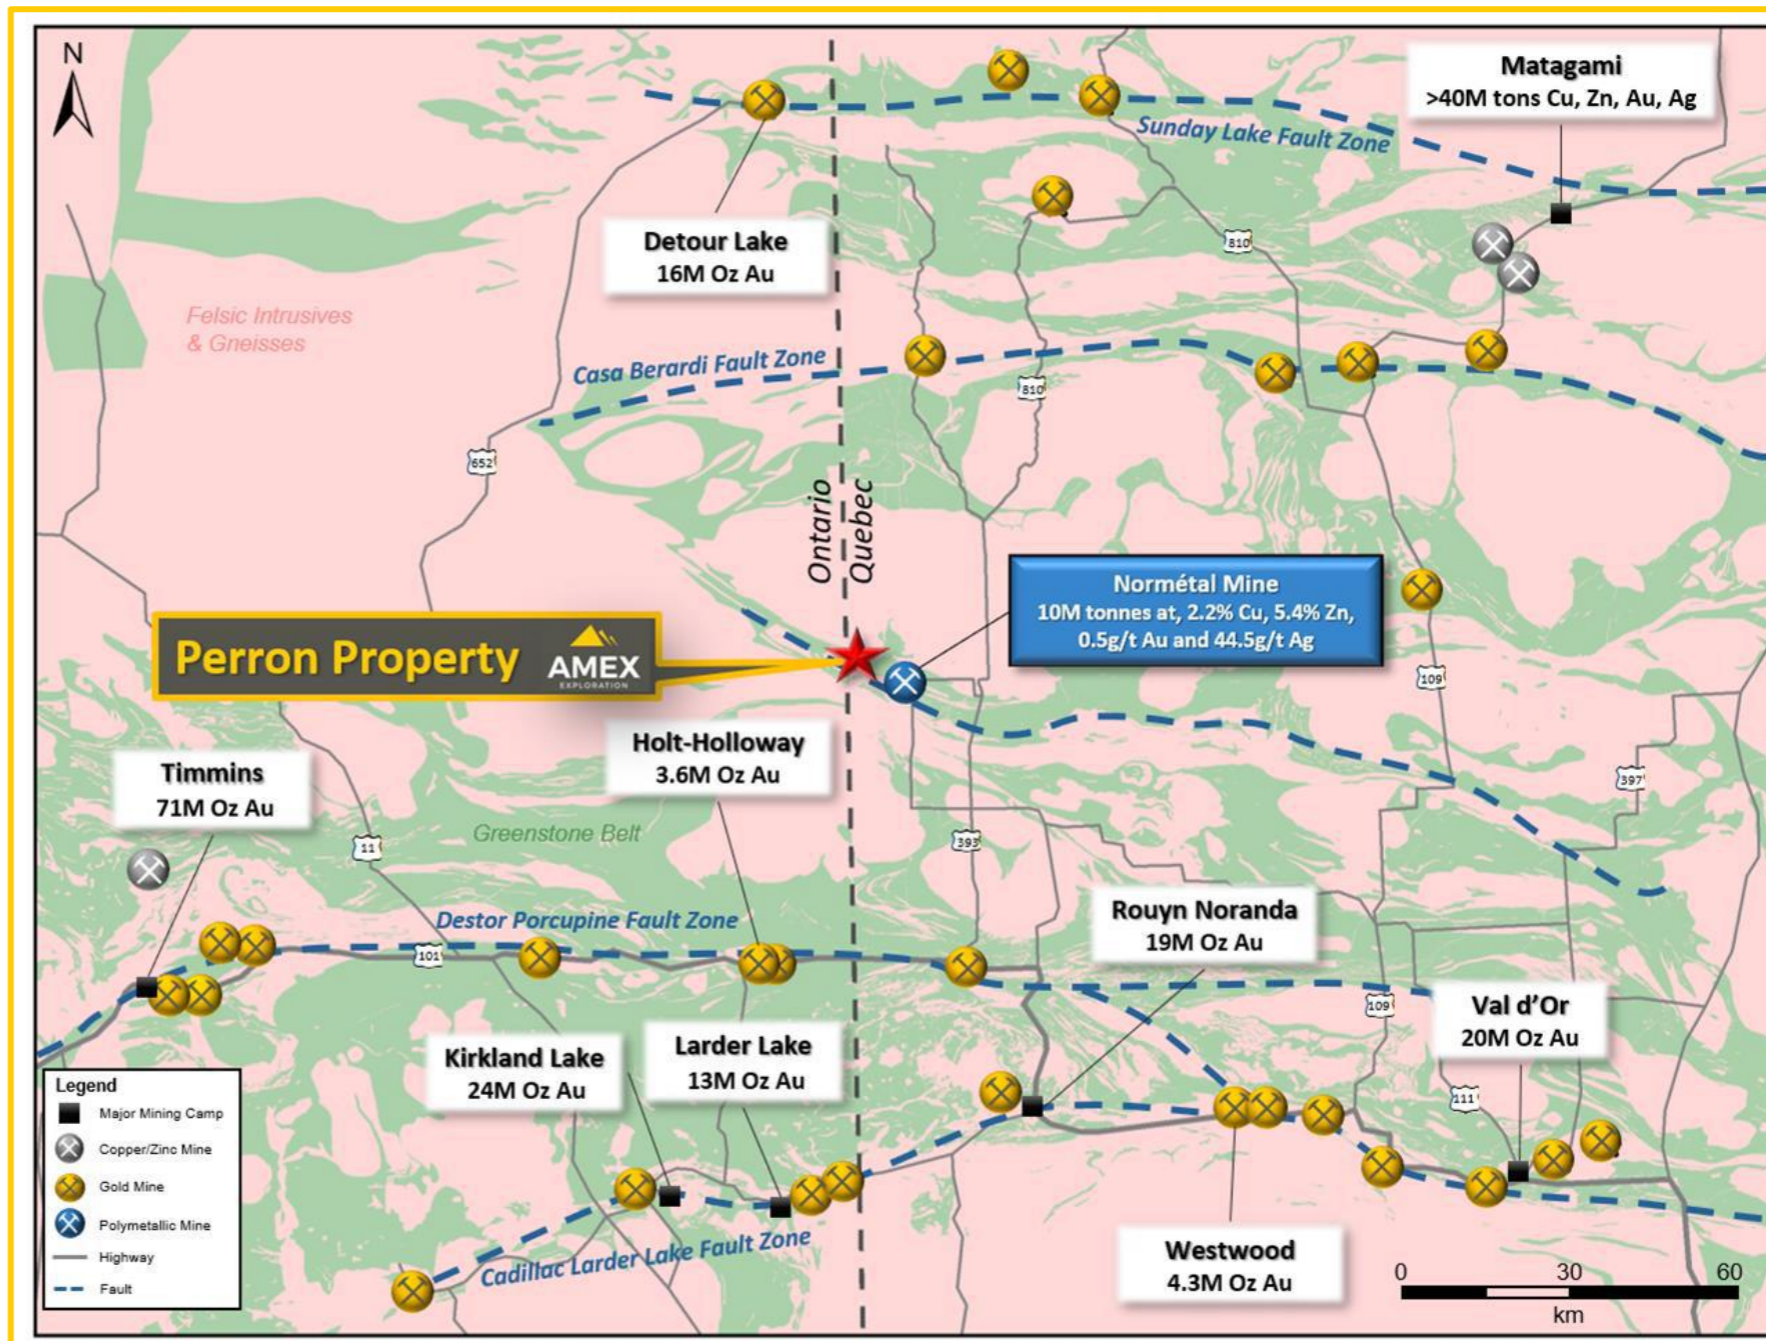 N
Matagami
>40M tons Cu, Zn, Au, Ag
Sunday Lake Fault Zone
Detour Lake
16M Oz Au
810
Felsic Intrusives
& Gneisses
Casa Berardi Fault Zone
810
652
Ontario
Quebec
Normétal Mine
10M tonnes at, 2.2% Cu, 5.4% Zn,
0.5g/t Au and 44.5g/t Ag
Perron Property
AMEX
EXPLORATION
109
Holt-Holloway
3.6M Oz Au
Timmins
71M Oz Au
397
Greenstone Belt
11
393
Rouyn Noranda
19M Oz Au
Destor Porcupine Fault Zone
101
109
Val d’Or
20M Oz Au
Kirkland Lake
24M Oz Au
Larder Lake
13M Oz Au
111
Legend
Major Mining Camp
Copper/Zinc Mine
Gold Mine
Polymetallic Mine
Highway
Fault
Cadillac Larder Lake Fault Zone
Westwood
4.3M Oz Au
0 30 60
km